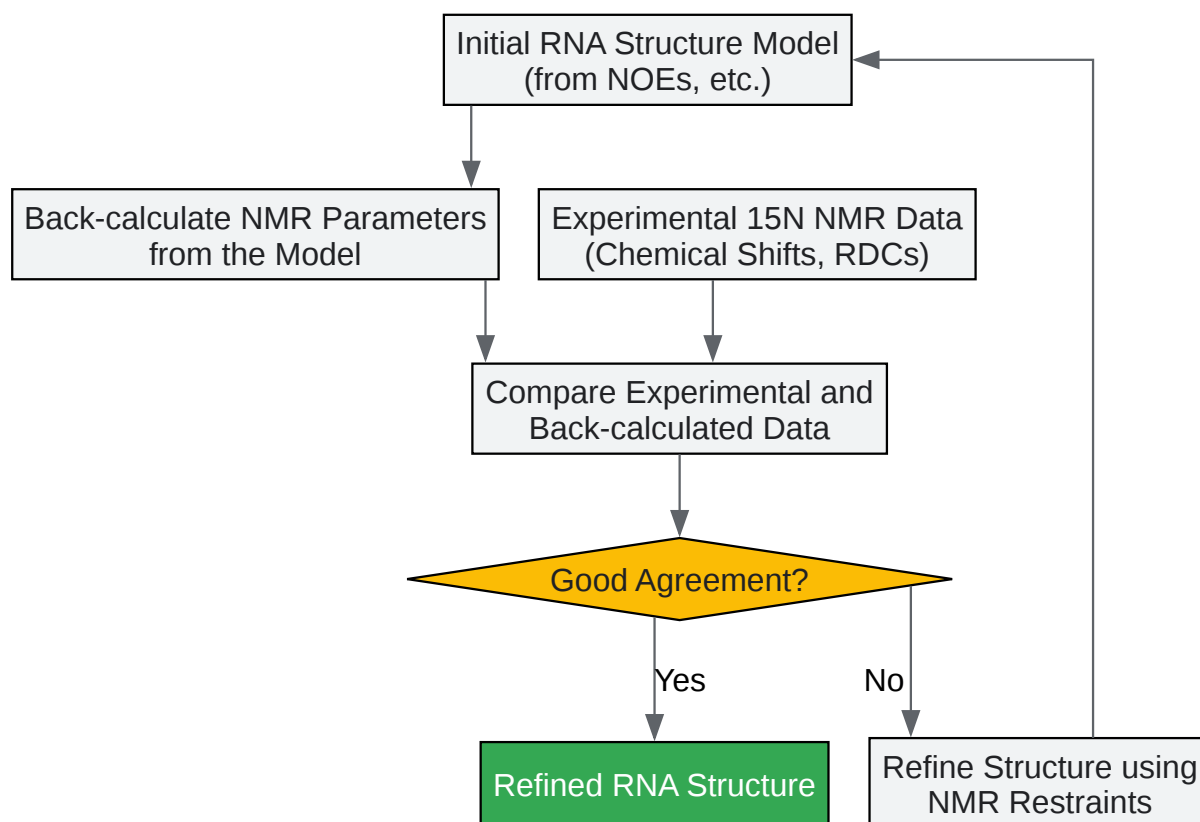 Initial RNA Structure Model
(from NOEs, etc.)
Back-calculate NMR Parameters
from the Model
Experimental 15N NMR Data
(Chemical Shifts, RDCs)
Compare Experimental and
Back-calculated Data
Good Agreement?
Yes
No
Refined RNA Structure
Refine Structure using
NMR Restraints